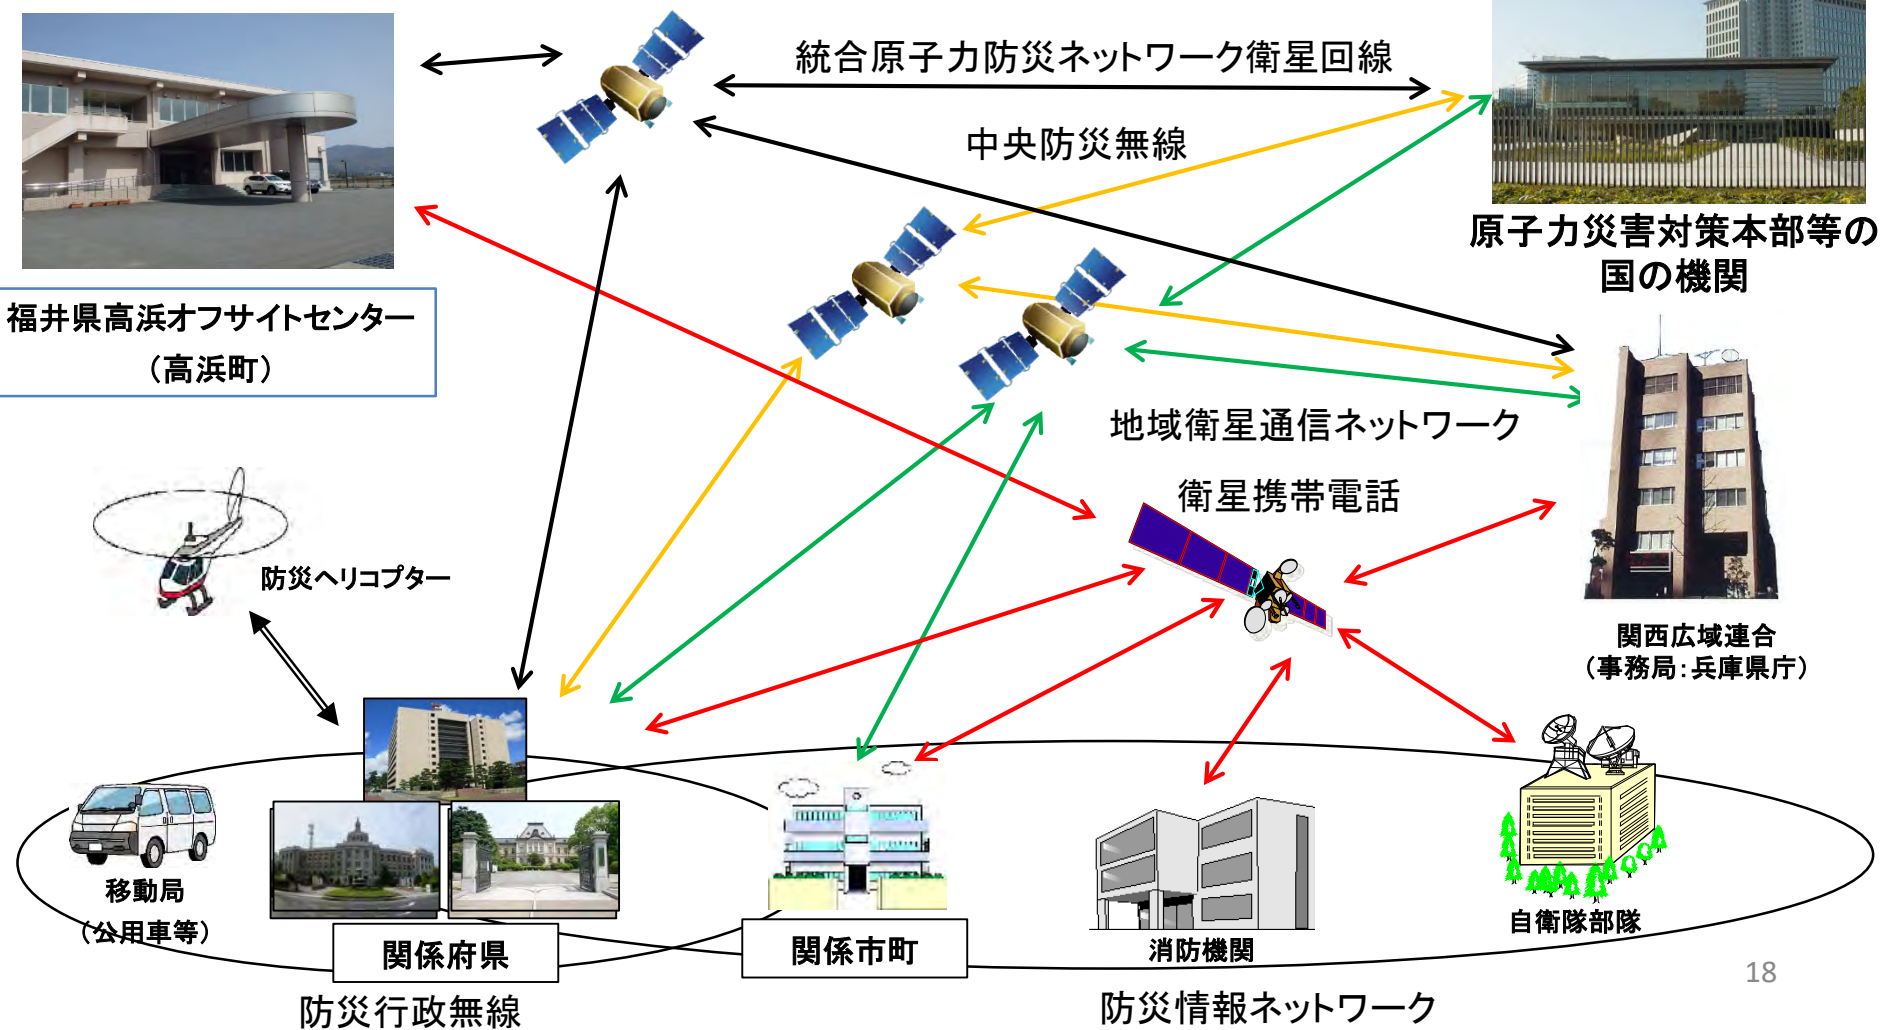 統合原子力防災ネットワーク衛星回線
中央防災無線
原子力災害対策本部等の
国の機関
福井県高浜オフサイトセンター
（高浜町）
地域衛星通信ネットワーク
衛星携帯電話
防災ヘリコプター
関西広域連合
（事務局：兵庫県庁）
移動局
（公用車等）
関係府県
関係市町
消防機関
自衛隊部隊
18
防災行政無線
防災情報ネットワーク